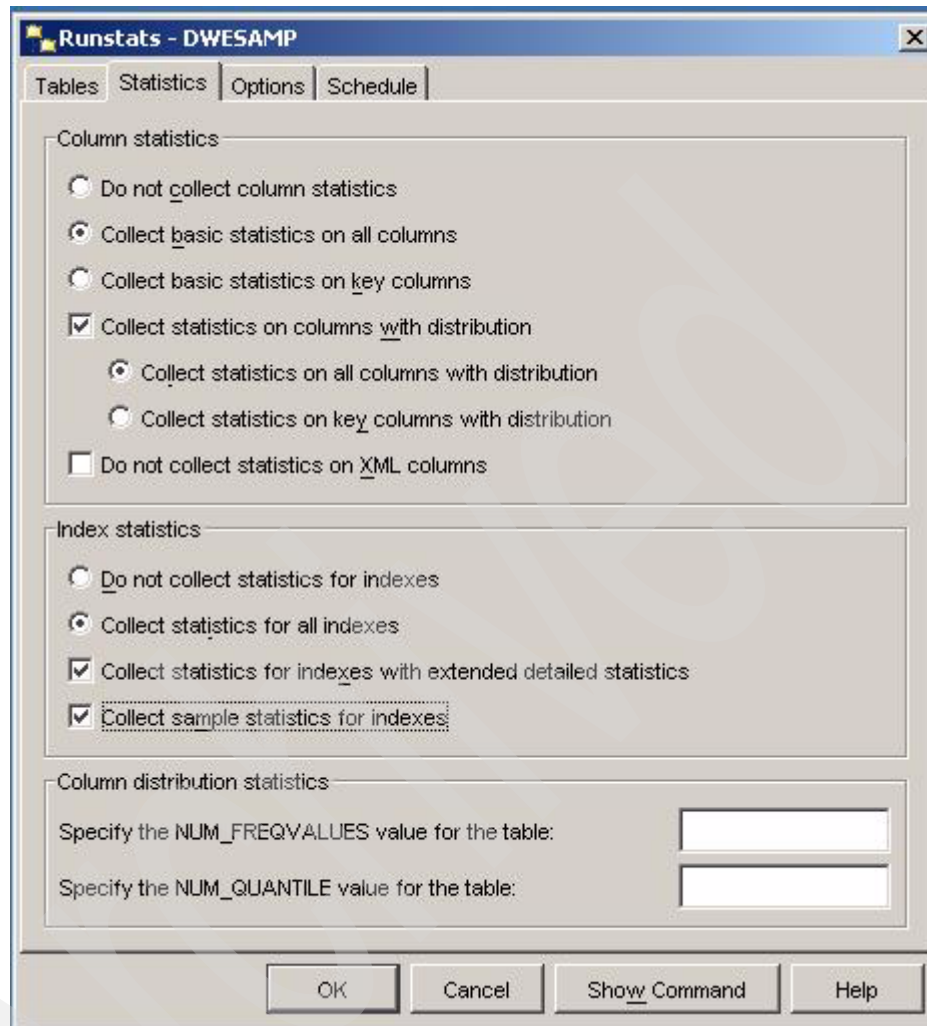 Runstats - DWESAMP
Tables Statistics Options Schedule
Column statistics
Do not collect column statistics
Collect basic statistics on all columns
Collect basic statistics on key columns
Collect statistics on columns with distribution
Collect statistics on all columns with distribution
Collect statistics on key columns with distribution
Do not collect statistics on XML columns
Index statistics
Do not collect statistics for indexes
Collect statistics for all indexes
Collect statistics for indexes with extended detailed statistics
Collect sample statistics for indexes
Column distribution statistics
Specify the NUM_FREQVALUES value for the table:
Specify the NUM_QUANTILE value for the table:
OK Cancel Show Command Help